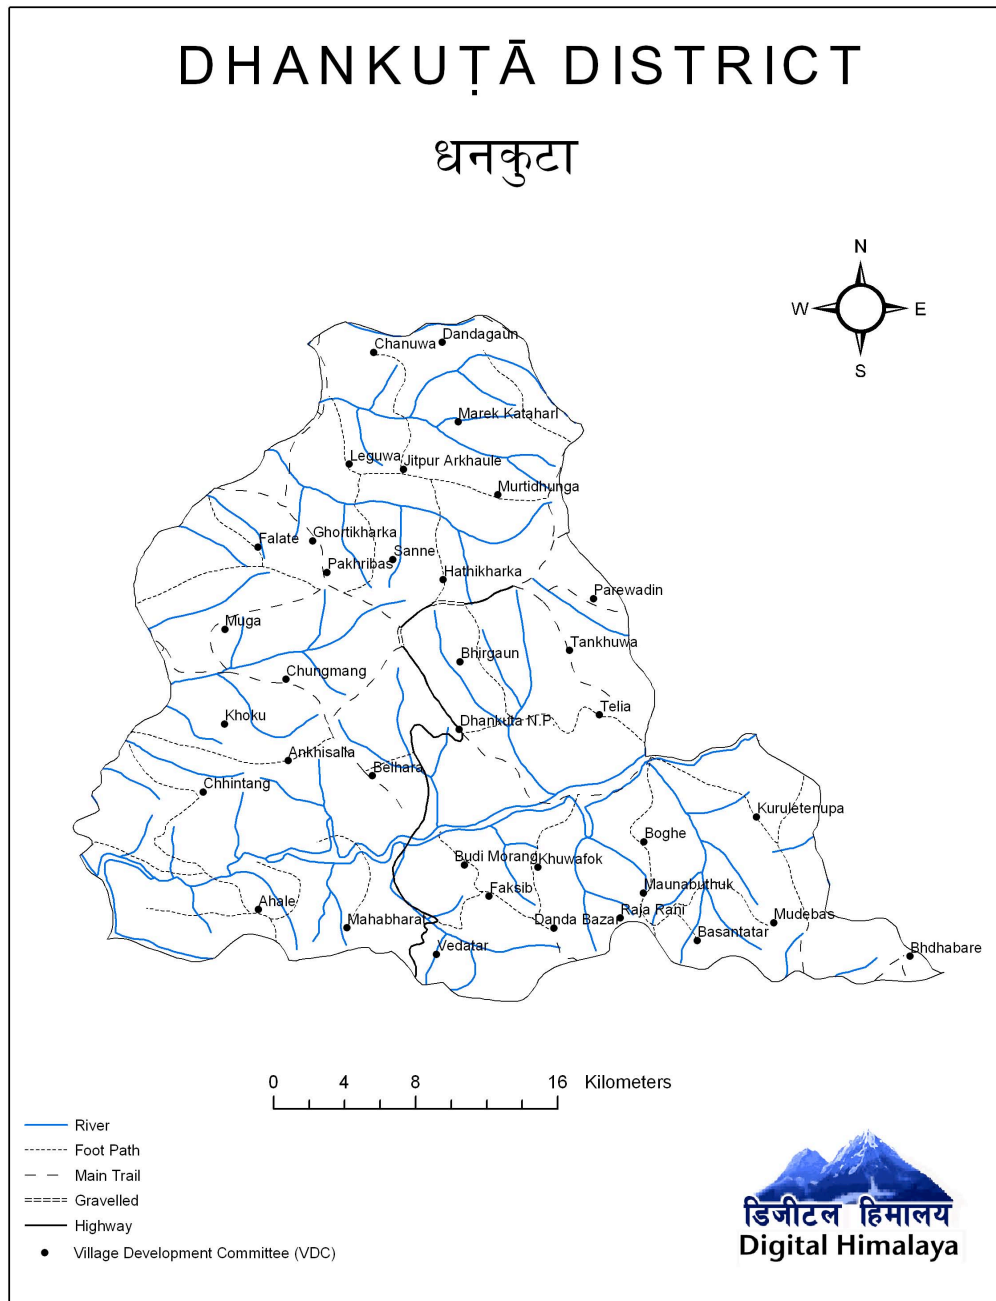 DHANKUṬĀ DISTRICT
धनकुटा
N
W E
S
Dandagaun
Chanuwa
Marek Katahari
Leguwa
Jitpur Arkhaule
Murtidhunga
Ghortikharka
Falate
Sanne
Pakhribas
Hathikharka
Parewadin
Muga
Tankhuwa
Bhirgaun
Chungmang
Telia
Khoku
Dhankuta N.P.
Ankhisalla
Belhara
Chhintang
Kuruletenupa
Boghe
Budi Morang
Khuwafok
Maunabuthuk
Faksib
Ahale
Raja Rani
Mahabhara
Danda Bazar
Mudebas
Basantatar
Vedatar
Bhdhabare
0 4 8 16 Kilometers
River
Foot Path
Main Trail
Gravelled
Highway
Village Development Committee (VDC)
डिजीटल हिमालय
Digital Himalaya